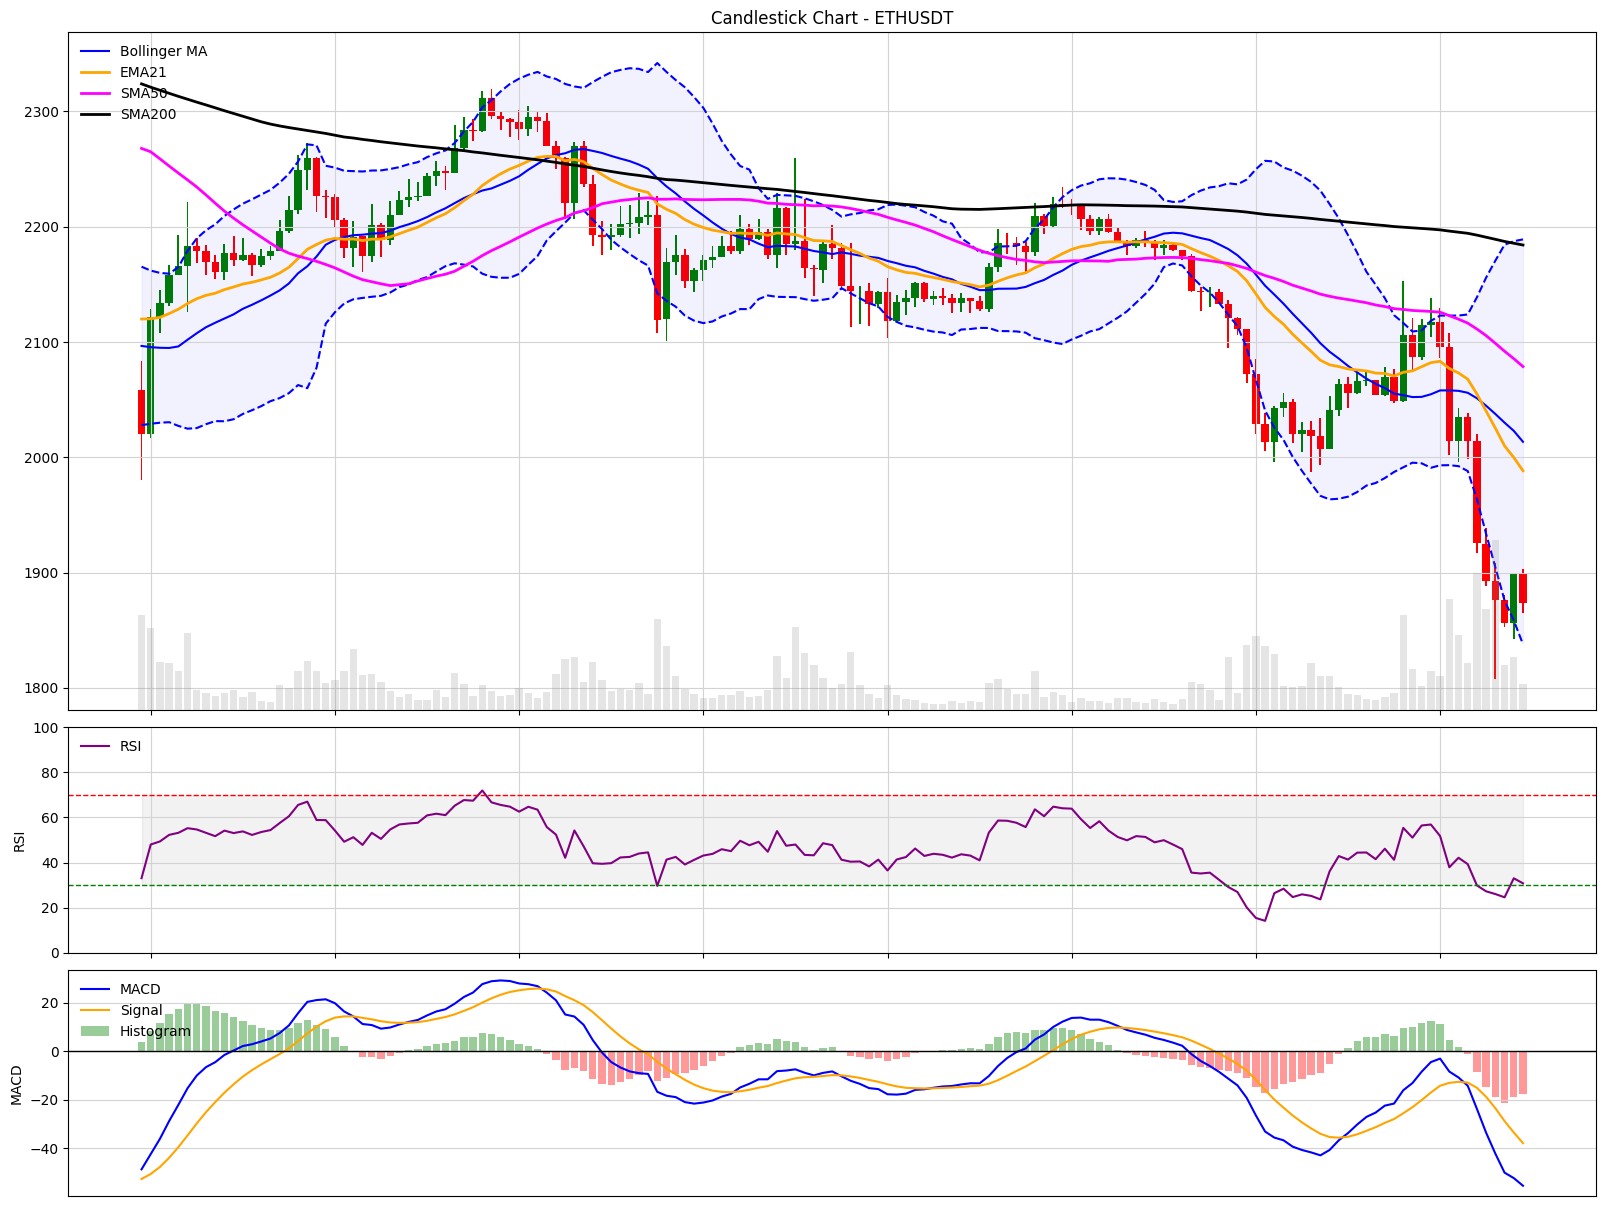 Candlestick Chart - ETHUSDT
Bollinger MA
EMA21
SMA50
SMA200
2300
2200
2100
2000
1900
1800
RSI
100
80
60
40
20
0
RSI
MACD
Signal
Histogram
20
0
−20
−40
MACD